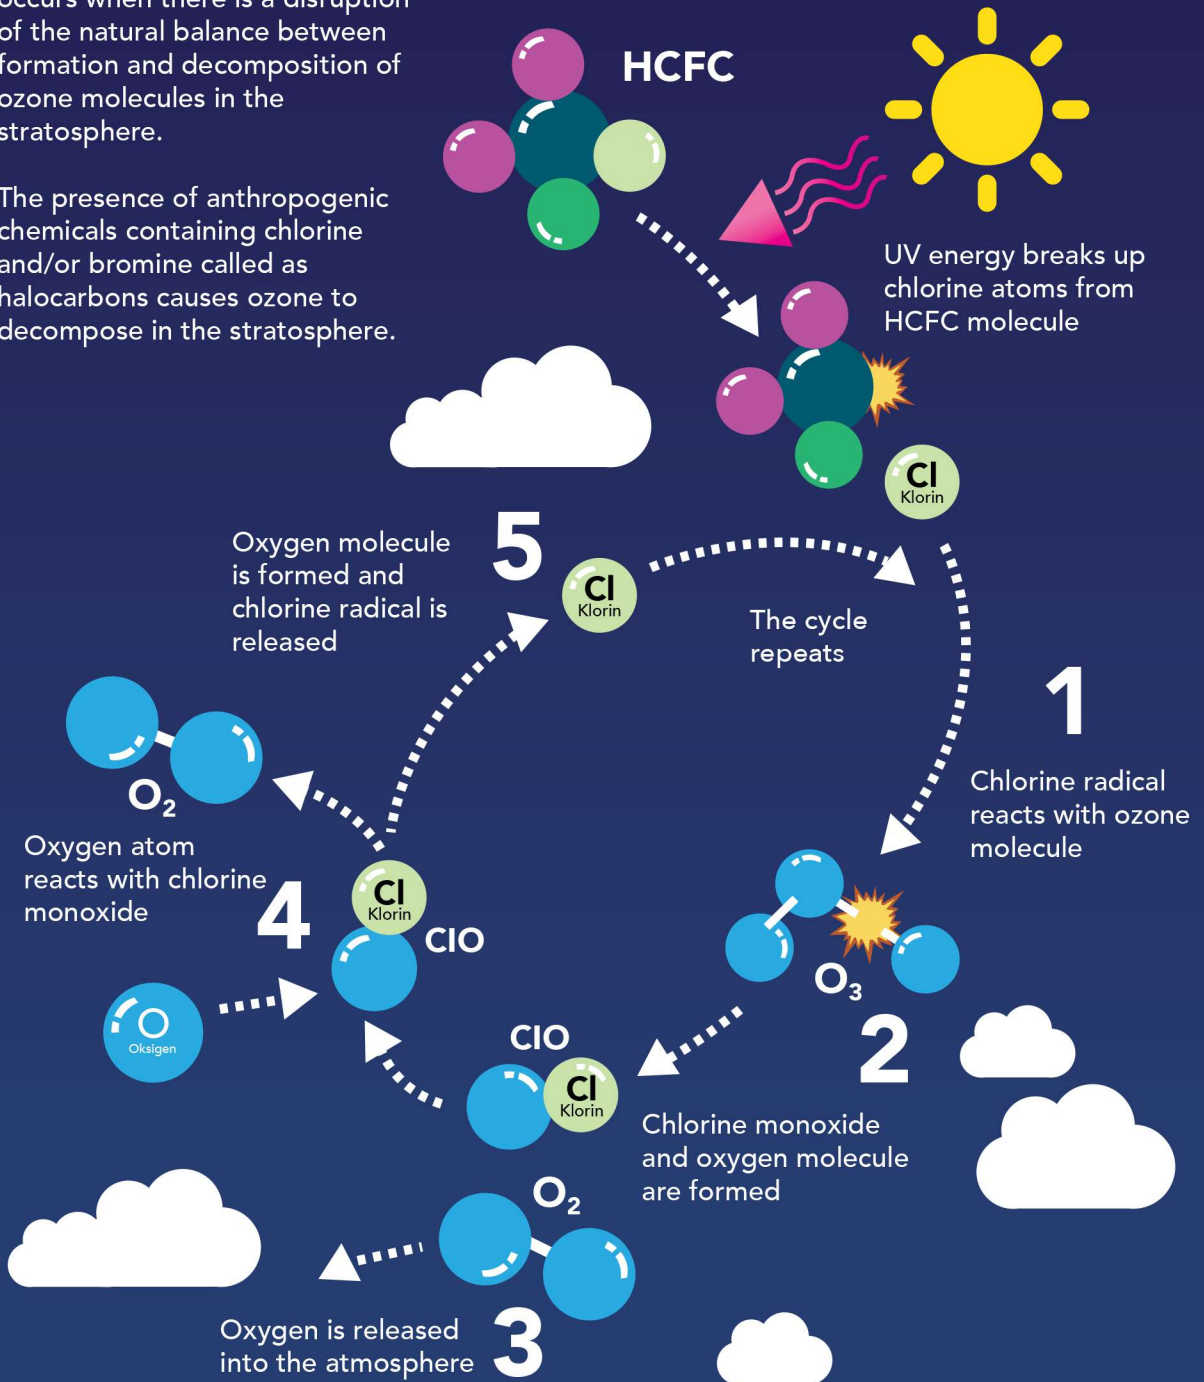 occurs when there is a disruption
of the natural balance between
formation and decomposition of
ozone molecules in the
stratosphere.
The presence of anthropogenic
chemicals containing chlorine
and/or bromine called as
halocarbons causes ozone to
decompose in the stratosphere.
HCFC
UV energy breaks up
chlorine atoms from
HCFC molecule
Cl
Klorin
5
Oxygen molecule
is formed and
chlorine radical is
released
Cl
Klorin
The cycle
repeats
1
Chlorine radical
reacts with ozone
molecule
O₃
2
Chlorine monoxide
and oxygen molecule
are formed
ClO
Cl
Klorin
O₂
3
Oxygen is released
into the atmosphere
O₂
Oxygen atom
reacts with chlorine
monoxide
4
Cl
Klorin
ClO
O
Oksigen